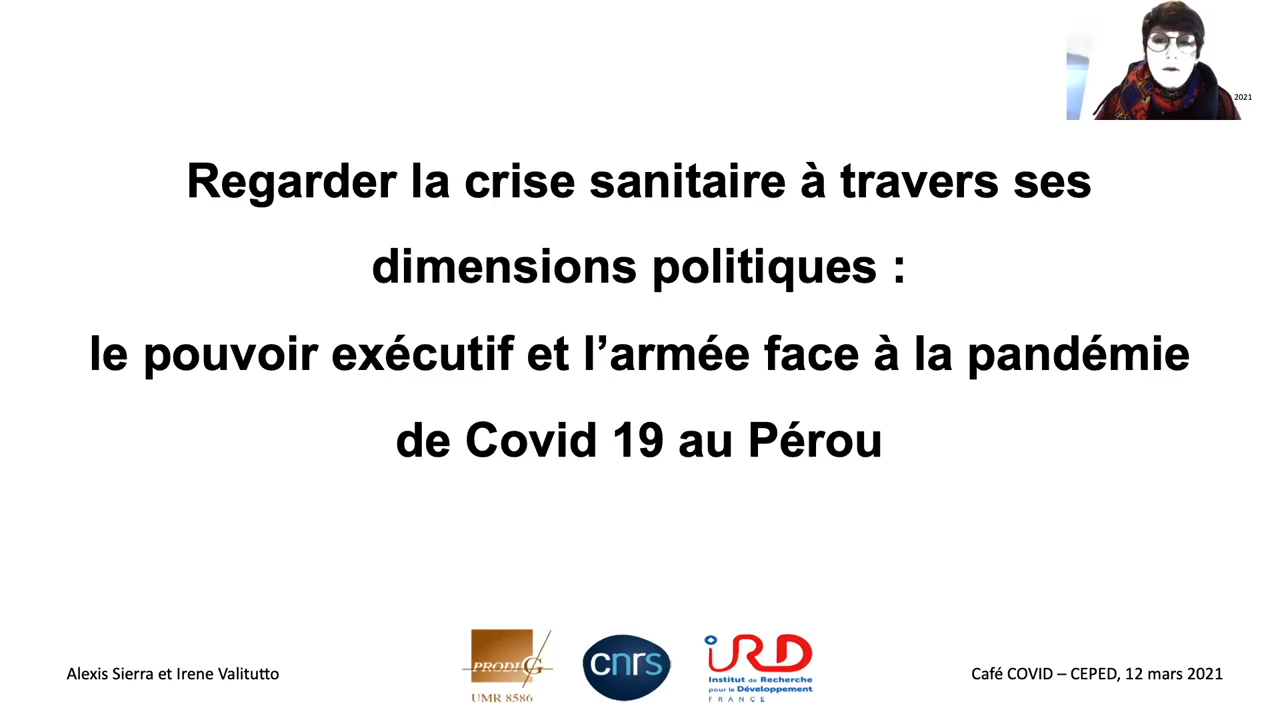 2021
Regarder la crise sanitaire à travers ses
dimensions politiques :
le pouvoir exécutif et l’armée face à la pandémie
de Covid 19 au Pérou
PRODIG
UMR 8586
cnrs
IRD
Institut de Recherche
pour le Développement
FRANCE
Alexis Sierra et Irene Valitutto
Café COVID – CEPED, 12 mars 2021